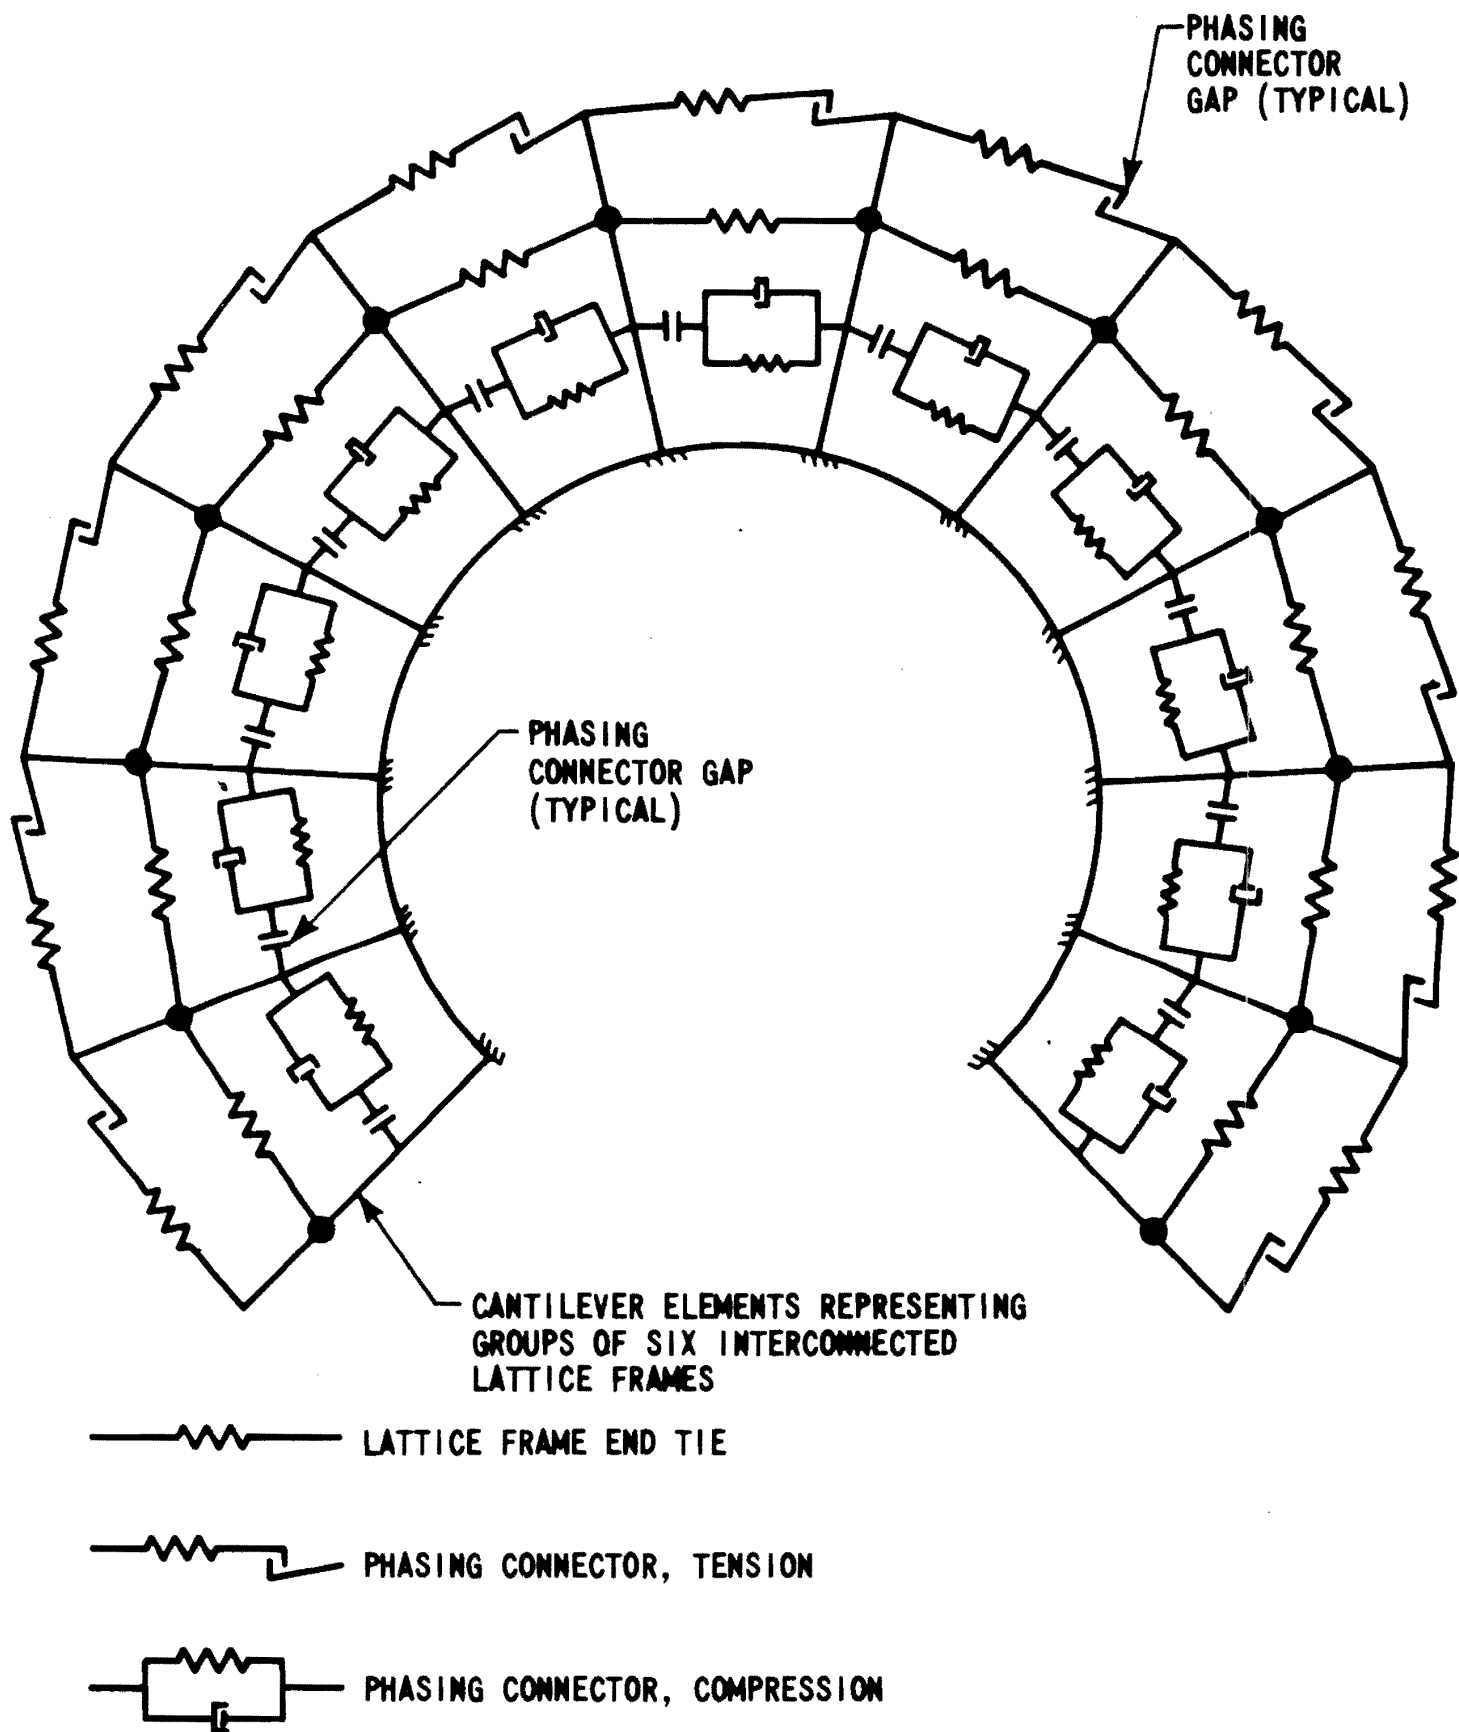 PHASING
CONNECTOR
GAP (TYPICAL)
PHASING
CONNECTOR GAP
(TYPICAL)
CANTILEVER ELEMENTS REPRESENTING
GROUPS OF SIX INTERCONNECTED
LATTICE FRAMES
LATTICE FRAME END TIE
PHASING CONNECTOR, TENSION
PHASING CONNECTOR, COMPRESSION